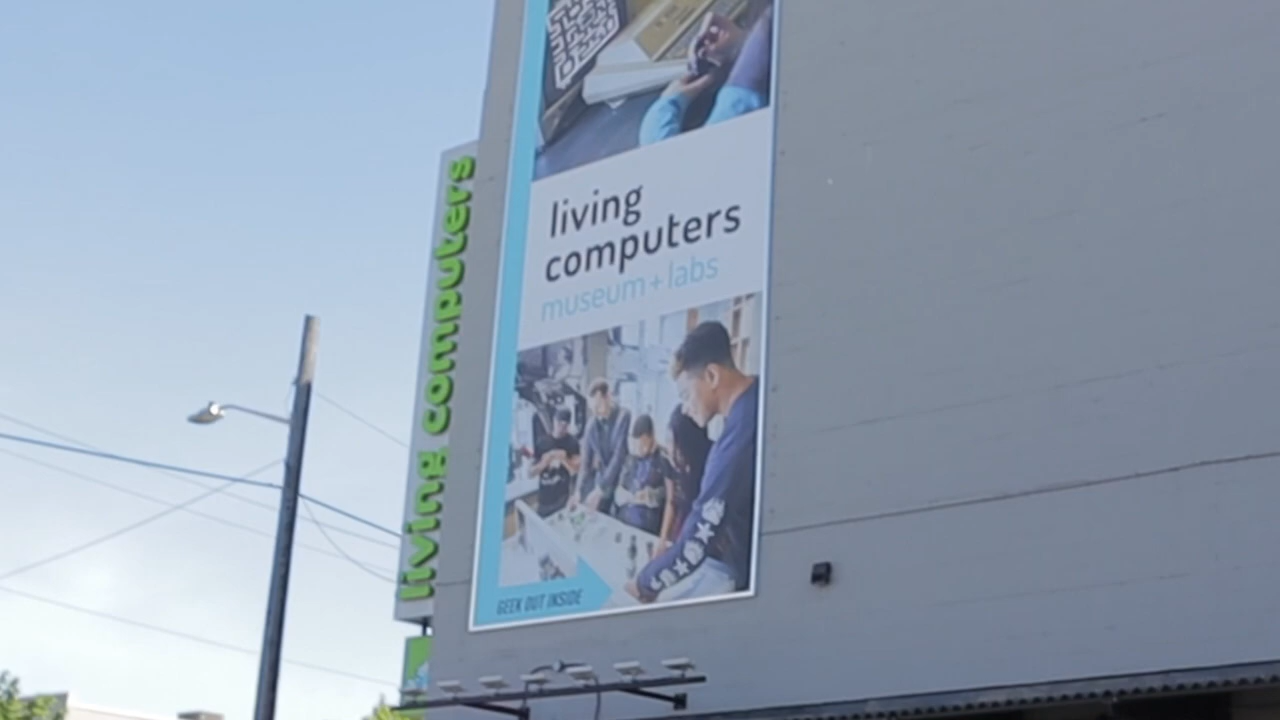 living computers
living
computers
museum + labs
GEEK OUT INSIDE